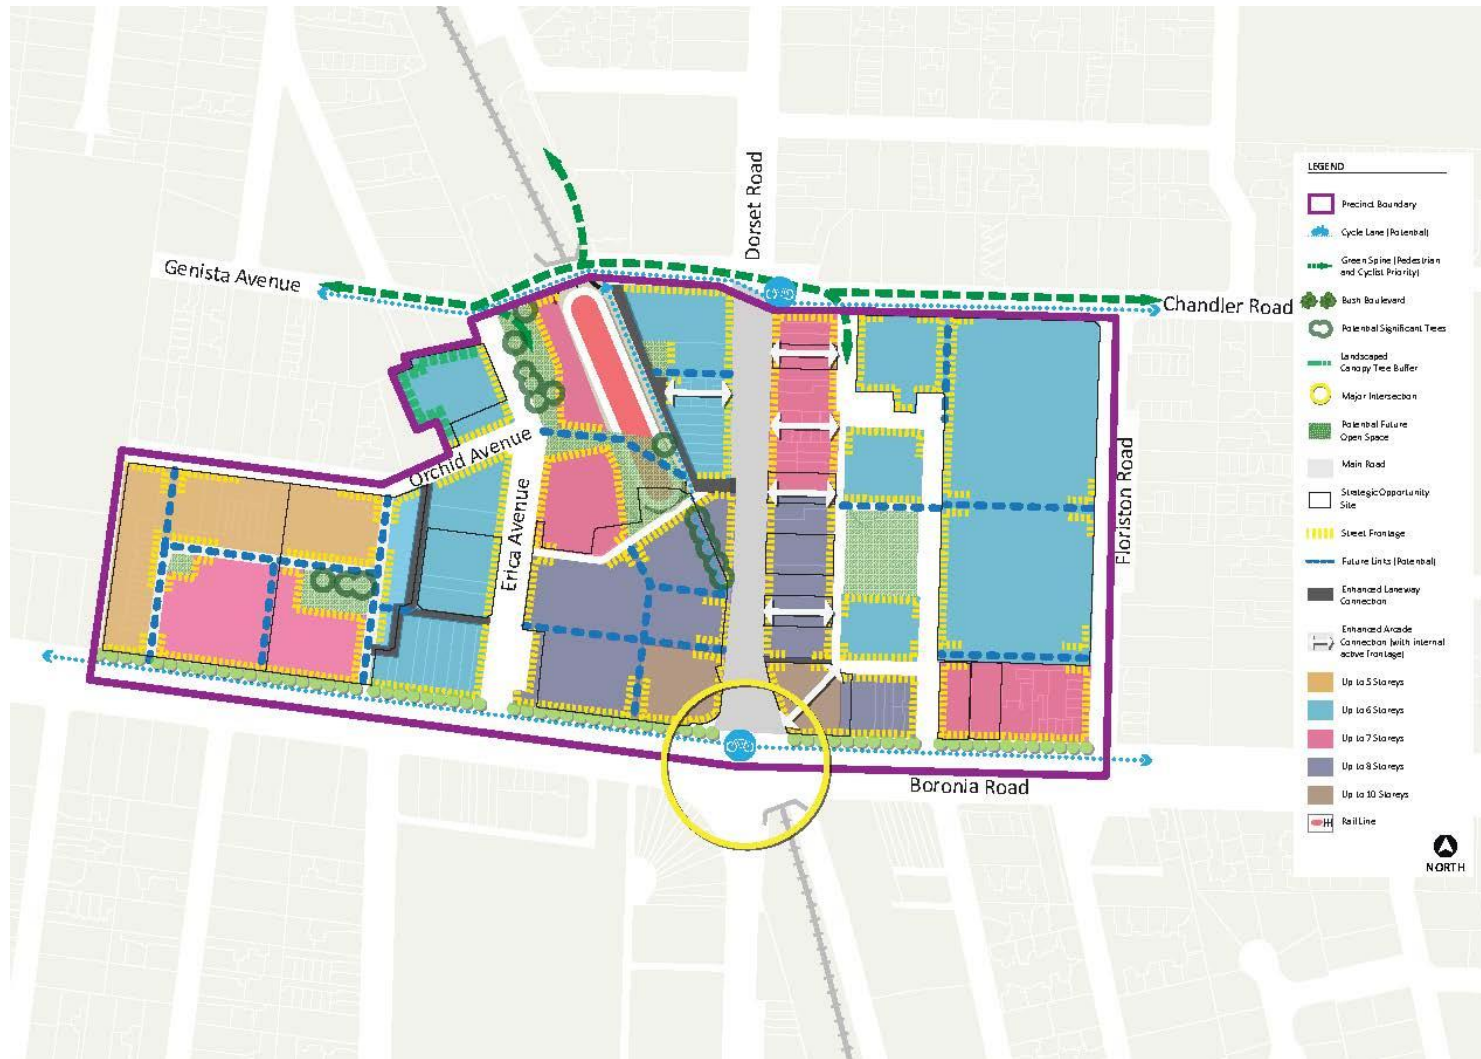 Dorset Road
Genista Avenue
Chandler Road
Orchid Avenue
Erica Avenue
Floriston Road
Boronia Road
LEGEND
Precinct Boundary
Cycle Lane (Potential)
Green Spine (Pedestrian
and Cyclist Priority)
Bush Boulevard
Potential Significant Trees
Landscaped
Canopy Tree Buffer
Major Intersection
Potential Future
Open Space
Main Road
Strategic Opportunity
Site
Street Frontage
Future Links (Potential)
Enhanced Laneway
Connection
Enhanced Arcade
Connection (with internal
active frontage)
Up to 5 Storeys
Up to 6 Storeys
Up to 7 Storeys
Up to 8 Storeys
Up to 10 Storeys
Rail Line
NORTH